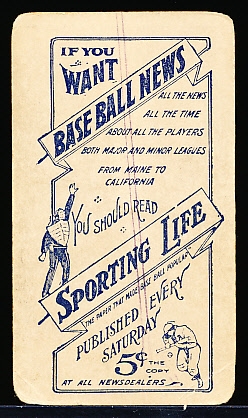 IF YOU
WANT
BASE BALL NEWS
ALL THE NEWS
ALL THE TIME
ABOUT ALL THE PLAYERS
BOTH MAJOR AND MINOR LEAGUES
FROM MAINE TO
CALIFORNIA
YOU SHOULD READ
SPORTING LIFE
"THE PAPER THAT MADE BASE BALL POPULAR"
PUBLISHED EVERY
SATURDAY
5¢ THE
COPY
AT ALL NEWSDEALERS